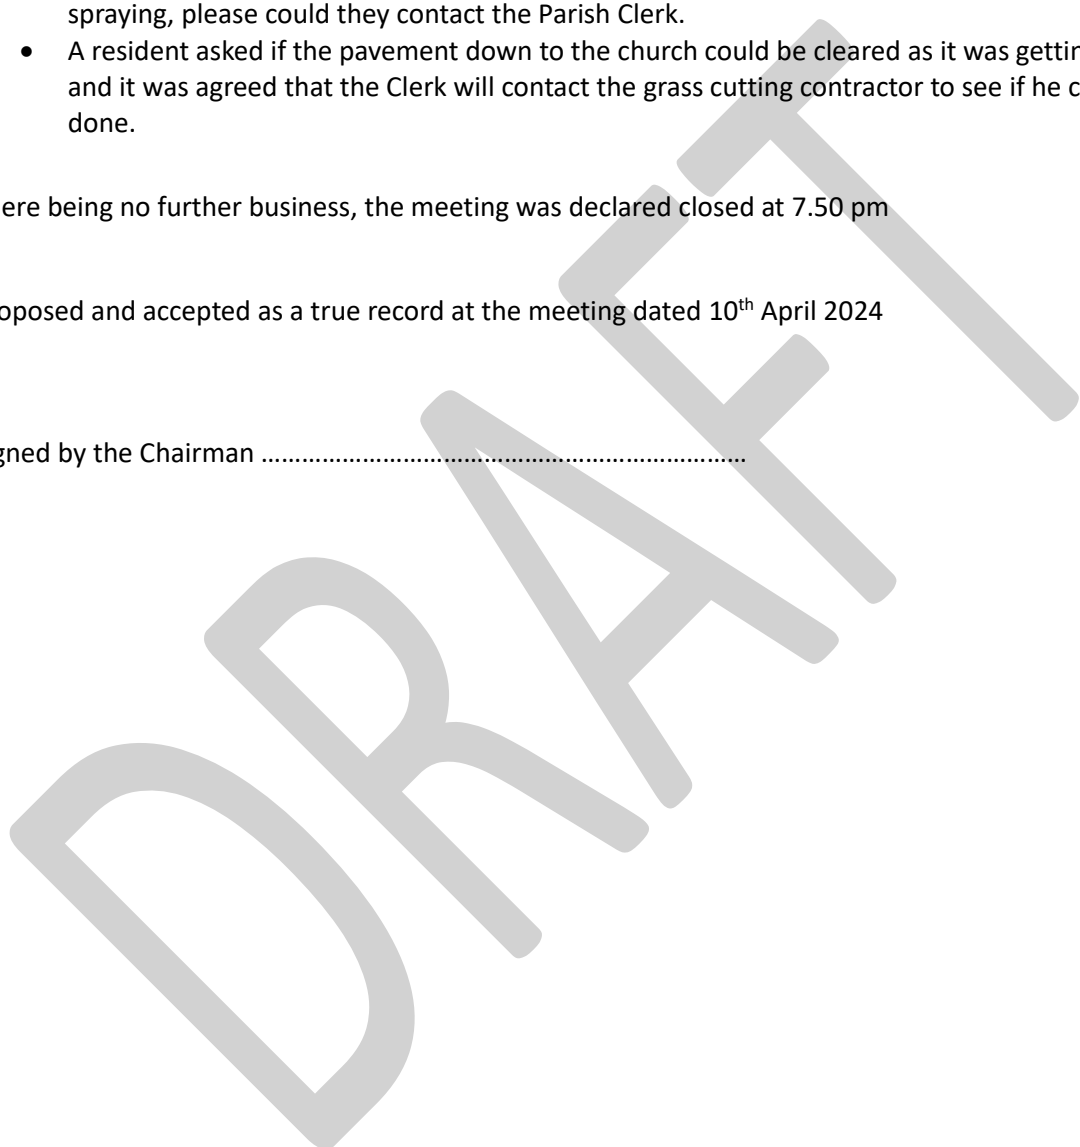 spraying, please could they contact the Parish Clerk.
• A resident asked if the pavement down to the church could be cleared as it was gettin
and it was agreed that the Clerk will contact the grass cutting contractor to see if he c
done.
ere being no further business, the meeting was declared closed at 7.50 pm
oposed and accepted as a true record at the meeting dated 10th April 2024
gned by the Chairman ………………………………………………………………
DRAFT